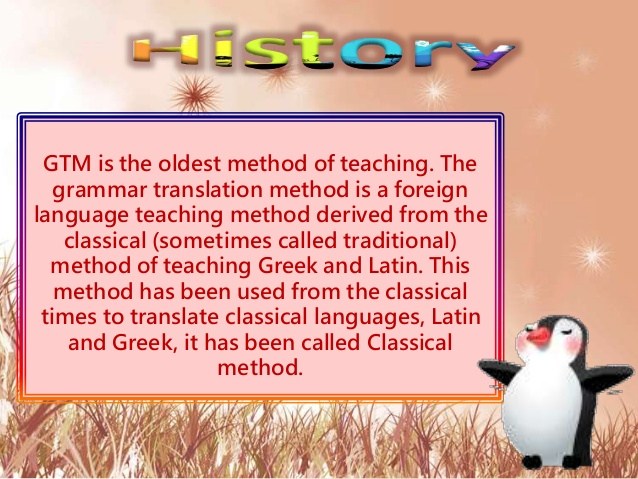 History
GTM is the oldest method of teaching. The
grammar translation method is a foreign
language teaching method derived from the
classical (sometimes called traditional)
method of teaching Greek and Latin. This
method has been used from the classical
times to translate classical languages, Latin
and Greek, it has been called Classical
method.